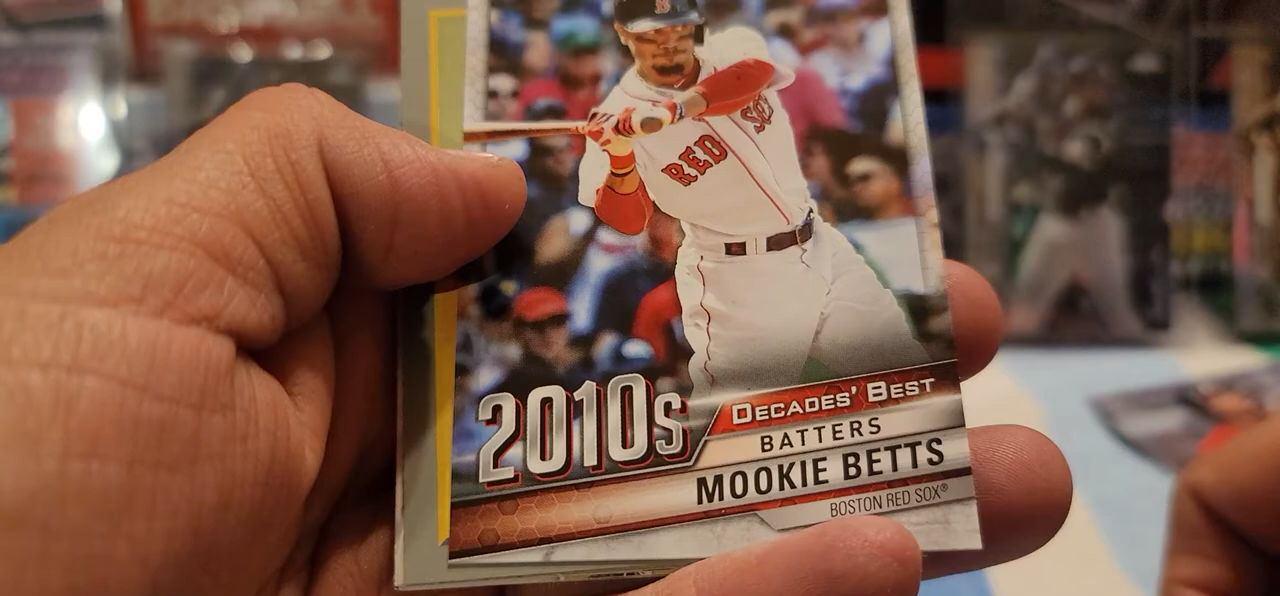 B
RED SOX
2010s
DECADES' BEST
BATTERS
MOOKIE BETTS
BOSTON RED SOX®